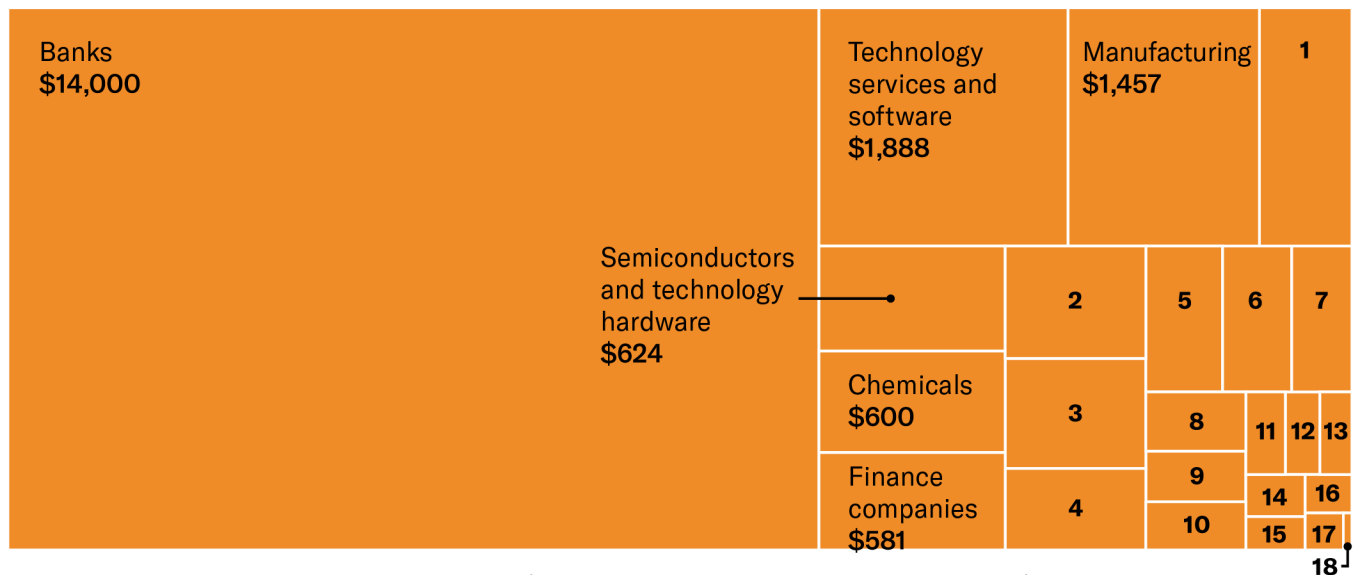 Banks
$14,000
Technology
services and
software
$1,888
Manufacturing
$1,457
1
Semiconductors
and technology
hardware
$624
2
5
6
7
Chemicals
$600
3
8
11
12
13
Finance
companies
$581
4
9
10
14
16
15
17
18